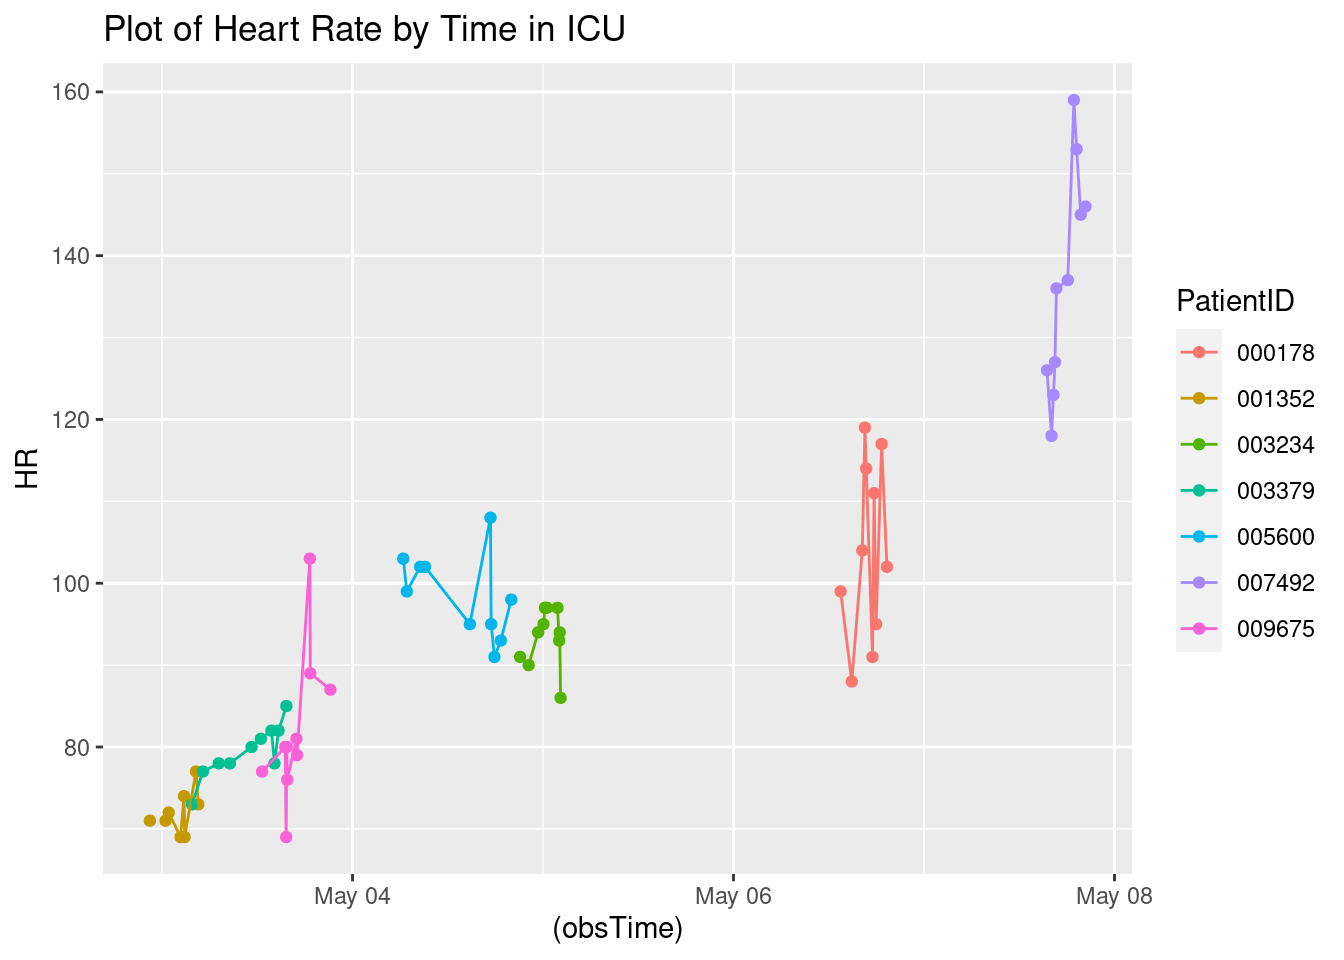 Plot of Heart Rate by Time in ICU
160
140
120
100
80
HR
May 04
May 06
May 08
(obsTime)
PatientID
000178
001352
003234
003379
005600
007492
009675